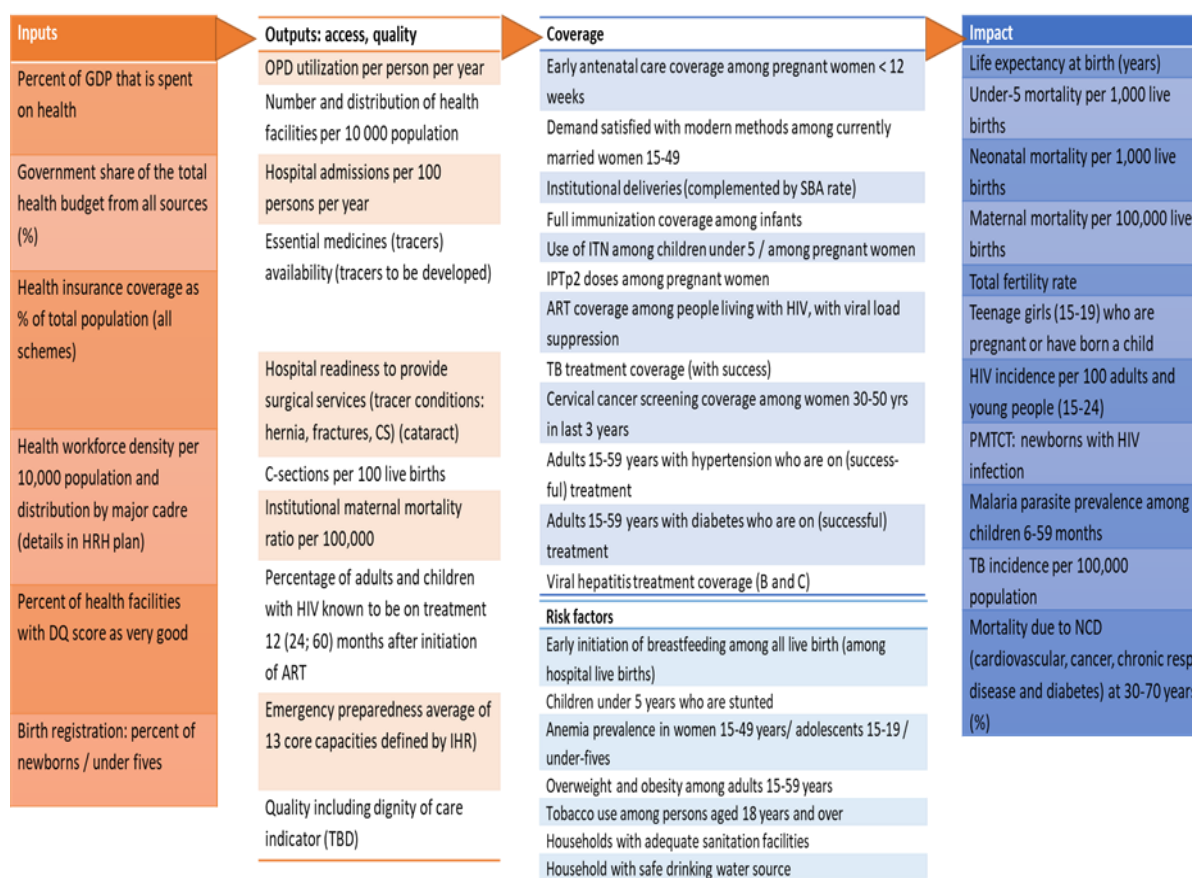 Inputs
Percent of GDP that is spent
on health
Government share of the total
health budget from all sources
(%)
Health insurance coverage as
% of total population (all
schemes)
Health workforce density per
10,000 population and
distribution by major cadre
(details in HRH plan)
Percent of health facilities
with DQ score as very good
Birth registration: percent of
newborns / under fives
Outputs: access, quality
OPD utilization per person per year
Number and distribution of health
facilities per 10 000 population
Hospital admissions per 100
persons per year
Essential medicines (tracers)
availability (tracers to be developed)
Hospital readiness to provide
surgical services (tracer conditions:
hernia, fractures, CS) (cataract)
C-sections per 100 live births
Institutional maternal mortality
ratio per 100,000
Percentage of adults and children
with HIV known to be on treatment
12 (24; 60) months after initiation
of ART
Emergency preparedness average of
13 core capacities defined by IHR)
Quality including dignity of care
indicator (TBD)
Coverage
Early antenatal care coverage among pregnant women < 12
weeks
Demand satisfied with modern methods among currently
married women 15-49
Institutional deliveries (complemented by SBA rate)
Full immunization coverage among infants
Use of ITN among children under 5 / among pregnant women
IPTp2 doses among pregnant women
ART coverage among people living with HIV, with viral load
suppression
TB treatment coverage (with success)
Cervical cancer screening coverage among women 30-50 yrs
in last 3 years
Adults 15-59 years with hypertension who are on (success-
ful) treatment
Adults 15-59 years with diabetes who are on (successful)
treatment
Viral hepatitis treatment coverage (B and C)
Risk factors
Early initiation of breastfeeding among all live birth (among
hospital live births)
Children under 5 years who are stunted
Anemia prevalence in women 15-49 years/ adolescents 15-19 /
under-fives
Overweight and obesity among adults 15-59 years
Tobacco use among persons aged 18 years and over
Households with adequate sanitation facilities
Household with safe drinking water source
Impact
Life expectancy at birth (years)
Under-5 mortality per 1,000 live
births
Neonatal mortality per 1,000 live
births
Maternal mortality per 100,000 live
births
Total fertility rate
Teenage girls (15-19) who are
pregnant or have born a child
HIV incidence per 100 adults and
young people (15-24)
PMTCT: newborns with HIV
infection
Malaria parasite prevalence among
children 6-59 months
TB incidence per 100,000
population
Mortality due to NCD
(cardiovascular, cancer, chronic resp
disease and diabetes) at 30-70 years
(%)